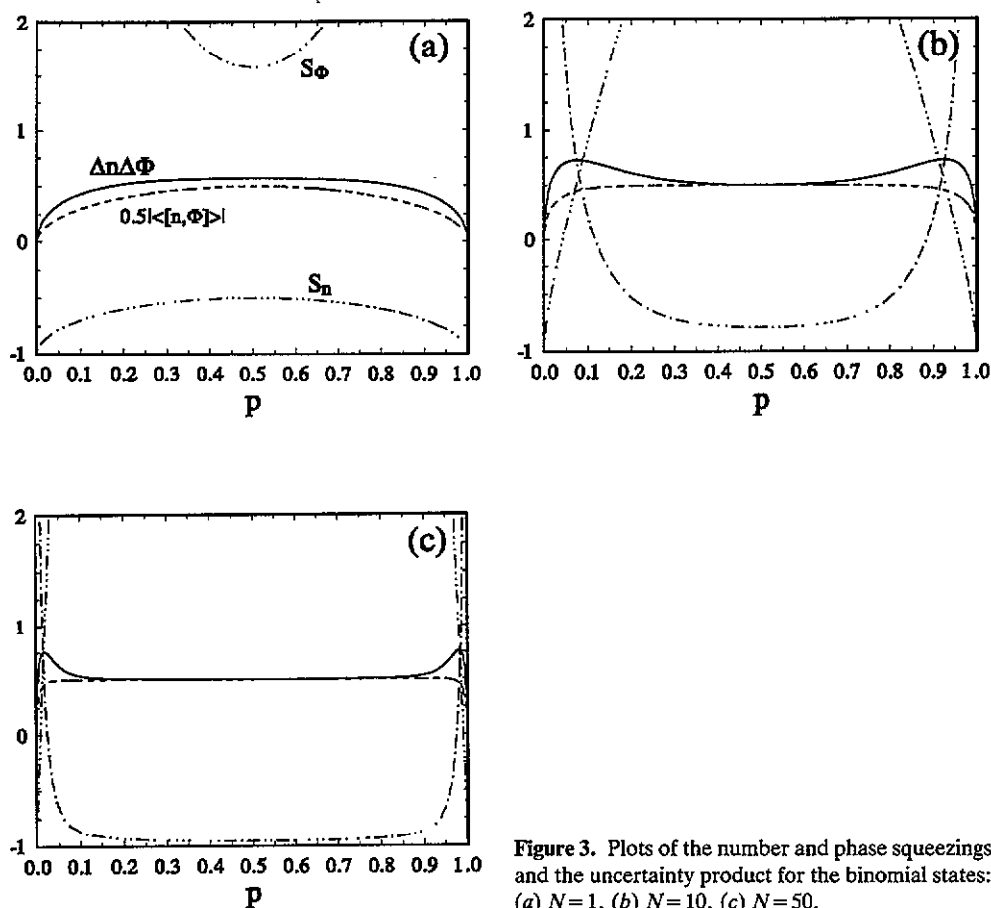 2
(a)
SΦ
1
ΔnΔΦ
0.5|<[n,Φ]>|
0
Sn
-1
0.0 0.1 0.2 0.3 0.4 0.5 0.6 0.7 0.8 0.9 1.0
p
2
(b)
1
0
-1
0.0 0.1 0.2 0.3 0.4 0.5 0.6 0.7 0.8 0.9 1.0
p
2
(c)
1
0
-1
0.0 0.1 0.2 0.3 0.4 0.5 0.6 0.7 0.8 0.9 1.0
p
Figure 3. Plots of the number and phase squeezings
and the uncertainty product for the binomial states:
(a) N=1, (b) N=10, (c) N=50.